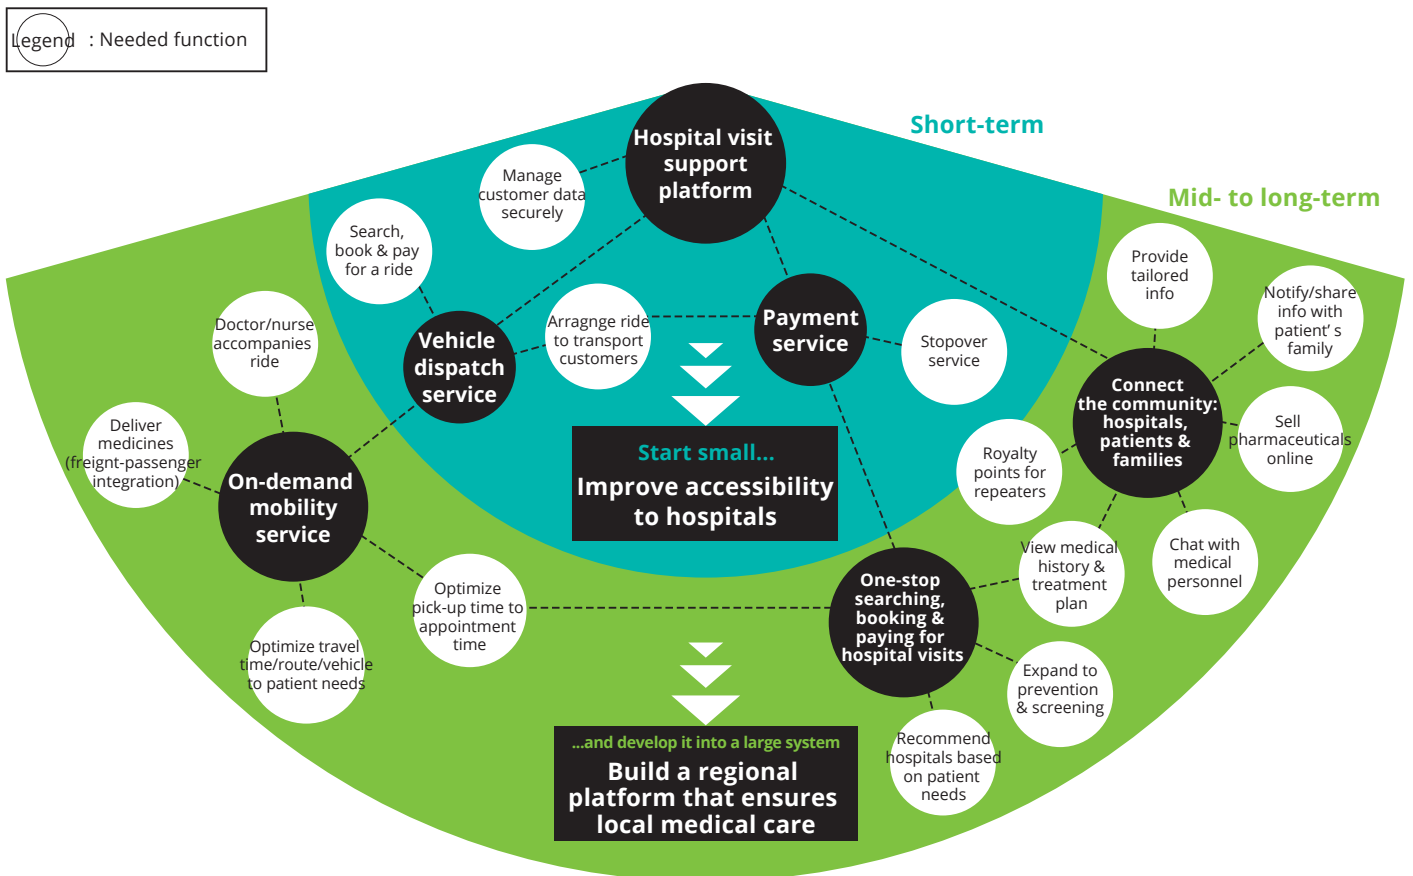 Legend : Needed function
Short-term
Mid- to long-term
Hospital visit
support
platform
Manage
customer data
securely
Search,
book & pay
for a ride
Vehicle
dispatch
service
Arragnge ride
to transport
customers
Payment
service
Stopover
service
Start small...
Improve accessibility
to hospitals
Doctor/nurse
accompanies
ride
Deliver
medicines
(freignt-passenger
integration)
On-demand
mobility
service
Optimize
pick-up time to
appointment
time
Optimize travel
time/route/vehicle
to patient needs
Provide
tailored
info
Notify/share
info with
patient' s
family
Connect
the community:
hospitals,
patients &
families
Sell
pharmaceuticals
online
Royalty
points for
repeaters
View medical
history &
treatment
plan
Chat with
medical
personnel
One-stop
searching,
booking &
paying for
hospital visits
Expand to
prevention
& screening
Recommend
hospitals based
on patient
needs
...and develop it into a large system
Build a regional
platform that ensures
local medical care